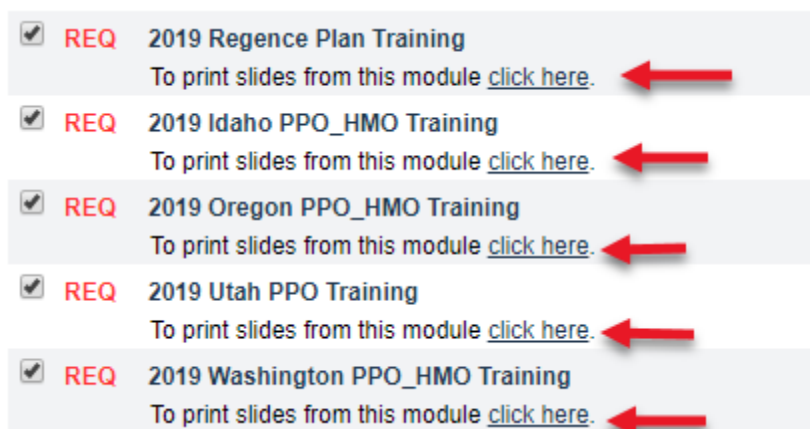 REQ 2019 Regence Plan Training
To print slides from this module click here.
REQ 2019 Idaho PPO_HMO Training
To print slides from this module click here.
REQ 2019 Oregon PPO_HMO Training
To print slides from this module click here.
REQ 2019 Utah PPO Training
To print slides from this module click here.
REQ 2019 Washington PPO_HMO Training
To print slides from this module click here.